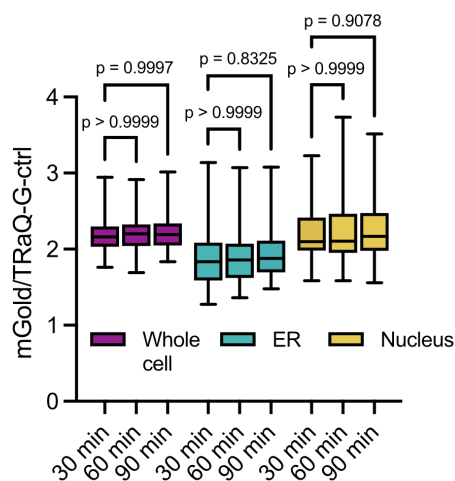 p = 0.9078
p = 0.9997
p = 0.8325
p > 0.9999
p > 0.9999
p > 0.9999
mGold/TRaQ-G-ctrl
4
3
2
1
0
Whole
cell
ER
Nucleus
30 min
60 min
90 min
30 min
60 min
90 min
30 min
60 min
90 min